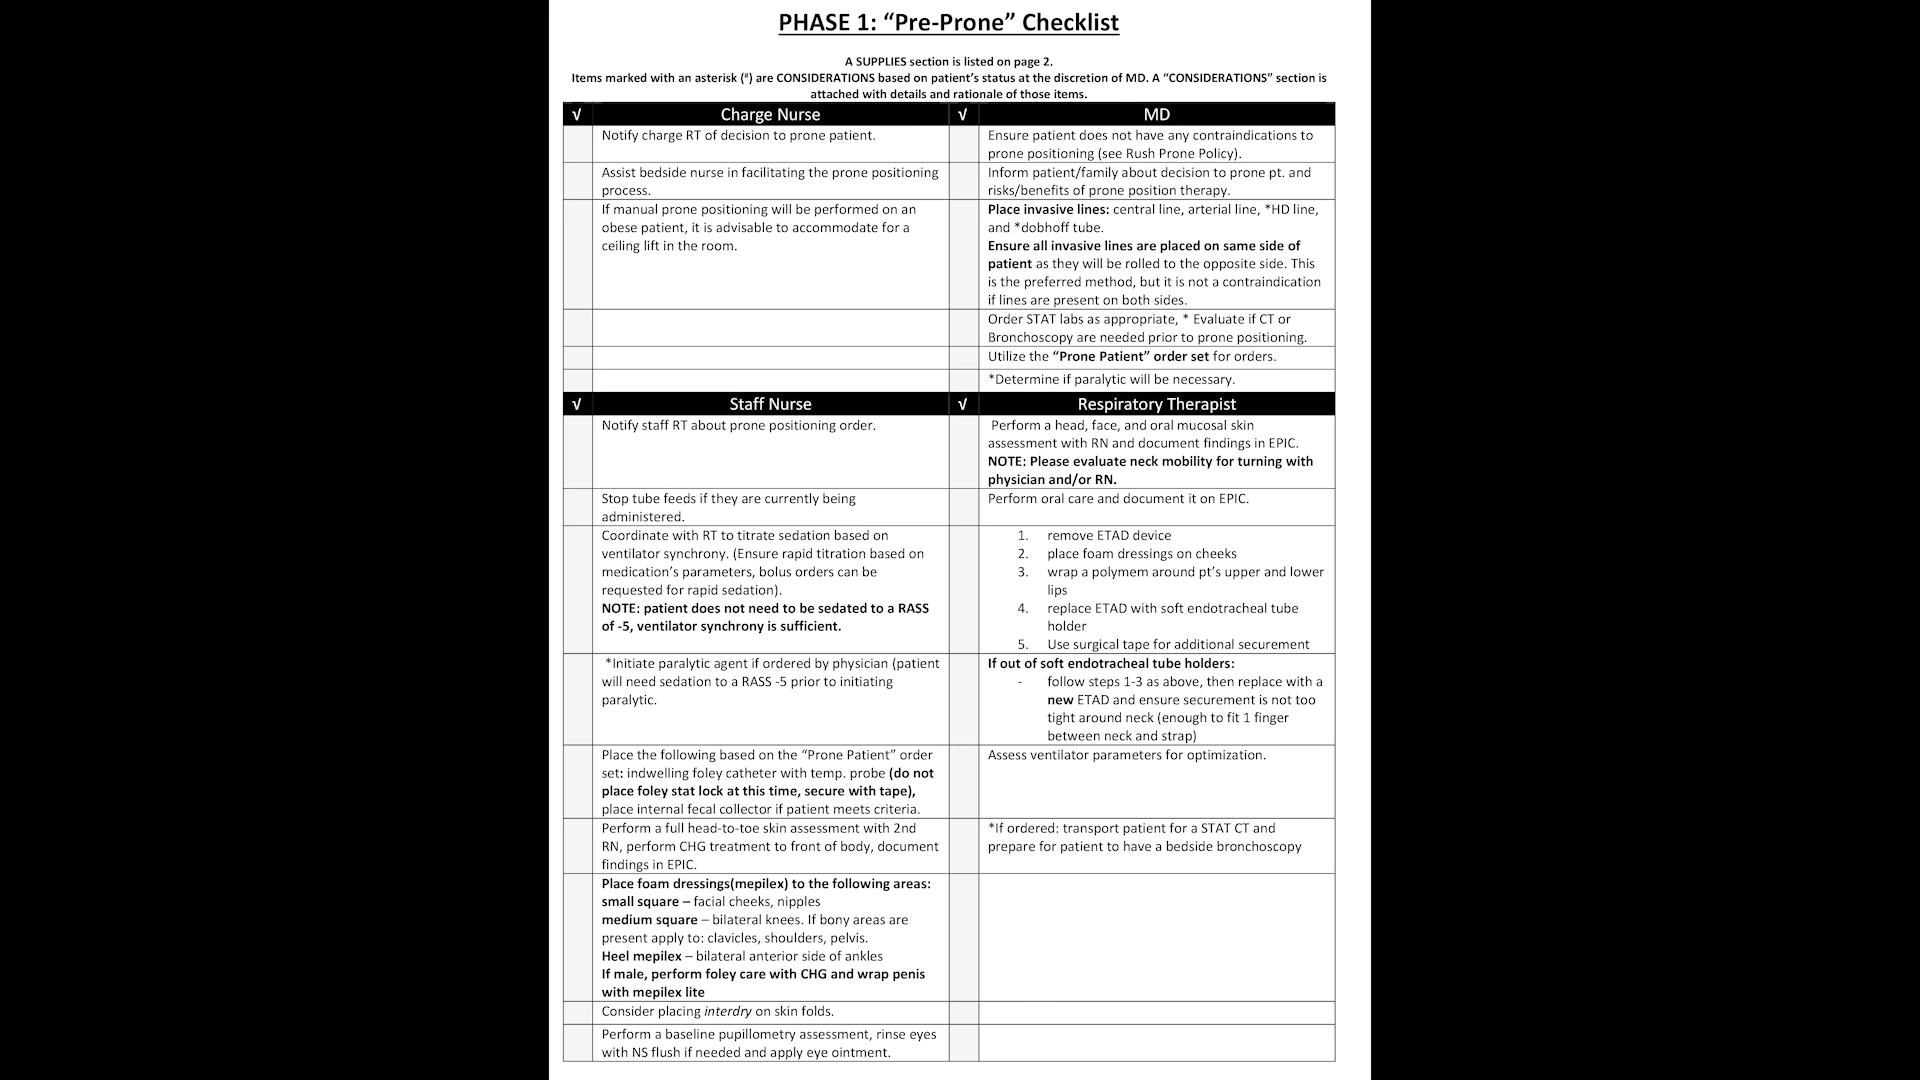 PHASE 1: “Pre-Prone” Checklist
A SUPPLIES section is listed on page 2.
Items marked with an asterisk (*) are CONSIDERATIONS based on patient’s status at the discretion of MD. A “CONSIDERATIONS” section is
attached with details and rationale of those items.
√ Charge Nurse √ MD
Notify charge RT of decision to prone patient.
Ensure patient does not have any contraindications to
prone positioning (see Rush Prone Policy).
Assist bedside nurse in facilitating the prone positioning
process.
Inform patient/family about decision to prone pt. and
risks/benefits of prone position therapy.
If manual prone positioning will be performed on an
obese patient, it is advisable to accommodate for a
ceiling lift in the room.
Place invasive lines: central line, arterial line, *HD line,
and *dobhoff tube.
Ensure all invasive lines are placed on same side of
patient as they will be rolled to the opposite side. This
is the preferred method, but it is not a contraindication
if lines are present on both sides.
Order STAT labs as appropriate, * Evaluate if CT or
Bronchoscopy are needed prior to prone positioning.
Utilize the “Prone Patient” order set for orders.
*Determine if paralytic will be necessary.
√ Staff Nurse √ Respiratory Therapist
Notify staff RT about prone positioning order.
Perform a head, face, and oral mucosal skin
assessment with RN and document findings in EPIC.
NOTE: Please evaluate neck mobility for turning with
physician and/or RN.
Stop tube feeds if they are currently being
administered.
Perform oral care and document it on EPIC.
Coordinate with RT to titrate sedation based on
ventilator synchrony. (Ensure rapid titration based on
medication’s parameters, bolus orders can be
requested for rapid sedation).
NOTE: patient does not need to be sedated to a RASS
of -5, ventilator synchrony is sufficient.
1. remove ETAD device
2. place foam dressings on cheeks
3. wrap a polymem around pt’s upper and lower
lips
4. replace ETAD with soft endotracheal tube
holder
5. Use surgical tape for additional securement
*Initiate paralytic agent if ordered by physician (patient
will need sedation to a RASS -5 prior to initiating
paralytic.
If out of soft endotracheal tube holders:
- follow steps 1-3 as above, then replace with a
new ETAD and ensure securement is not too
tight around neck (enough to fit 1 finger
between neck and strap)
Place the following based on the “Prone Patient” order
set: indwelling foley catheter with temp. probe (do not
place foley stat lock at this time, secure with tape),
place internal fecal collector if patient meets criteria.
Assess ventilator parameters for optimization.
Perform a full head-to-toe skin assessment with 2nd
RN, perform CHG treatment to front of body, document
findings in EPIC.
*If ordered: transport patient for a STAT CT and
prepare for patient to have a bedside bronchoscopy
Place foam dressings(mepilex) to the following areas:
small square – facial cheeks, nipples
medium square – bilateral knees. If bony areas are
present apply to: clavicles, shoulders, pelvis.
Heel mepilex – bilateral anterior side of ankles
If male, perform foley care with CHG and wrap penis
with mepilex lite
Consider placing interdry on skin folds.
Perform a baseline pupillometry assessment, rinse eyes
with NS flush if needed and apply eye ointment.